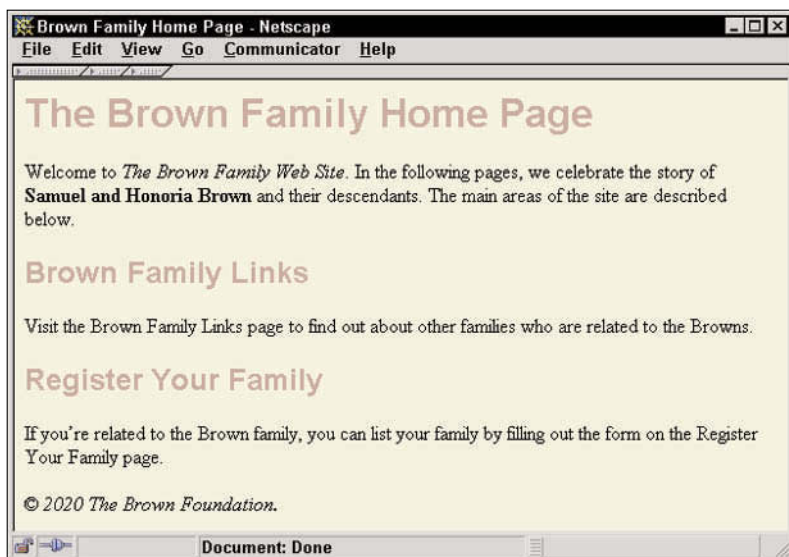 Brown Family Home Page - Netscape
File Edit View Go Communicator Help
The Brown Family Home Page
Welcome to The Brown Family Web Site. In the following pages, we celebrate the story of
Samuel and Honoria Brown and their descendants. The main areas of the site are described
below.
Brown Family Links
Visit the Brown Family Links page to find out about other families who are related to the Browns.
Register Your Family
If you're related to the Brown family, you can list your family by filling out the form on the Register
Your Family page.
© 2020 The Brown Foundation.
Document: Done